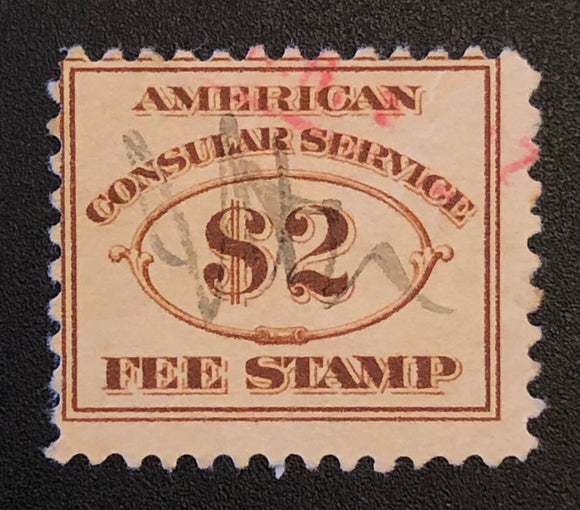 AMERICAN
CONSULAR SERVICE
$2
FEE STAMP